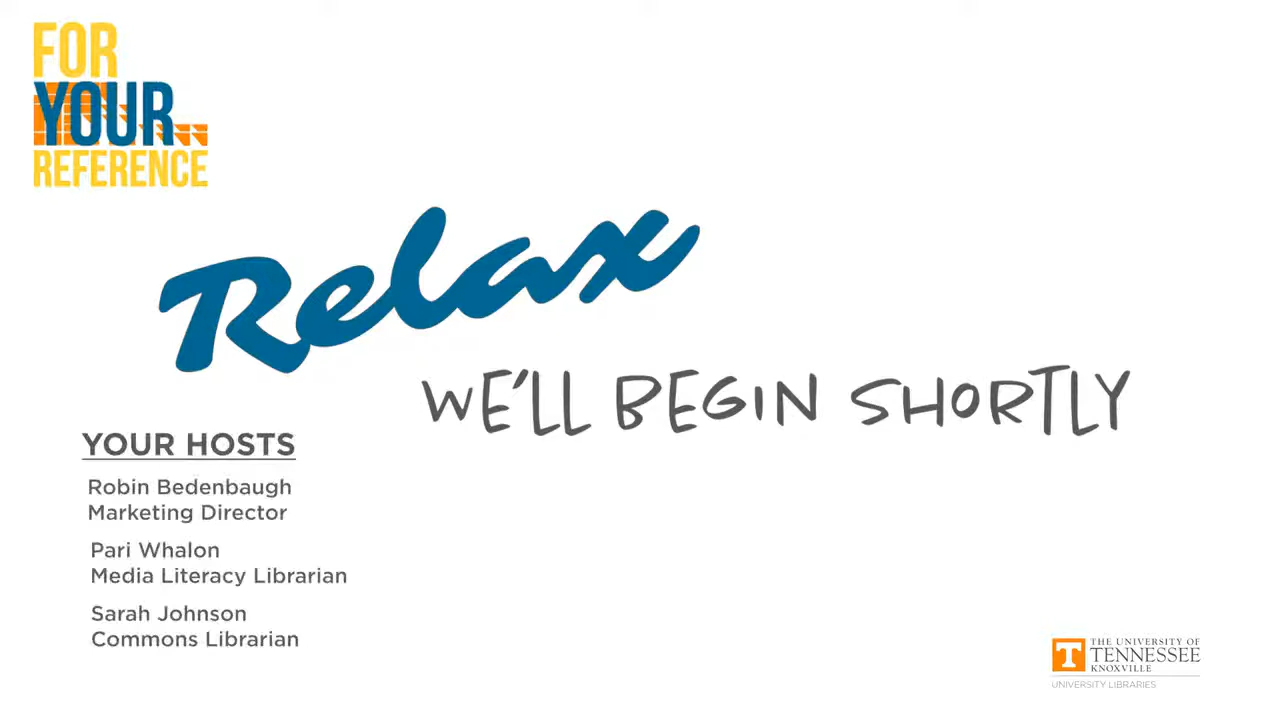 FOR
YOUR
REFERENCE
Relax
WE'LL BEGIN SHORTLY
YOUR HOSTS
Robin Bedenbaugh
Marketing Director
Pari Whalon
Media Literacy Librarian
Sarah Johnson
Commons Librarian
T
THE UNIVERSITY OF
TENNESSEE
KNOXVILLE
UNIVERSITY LIBRARIES